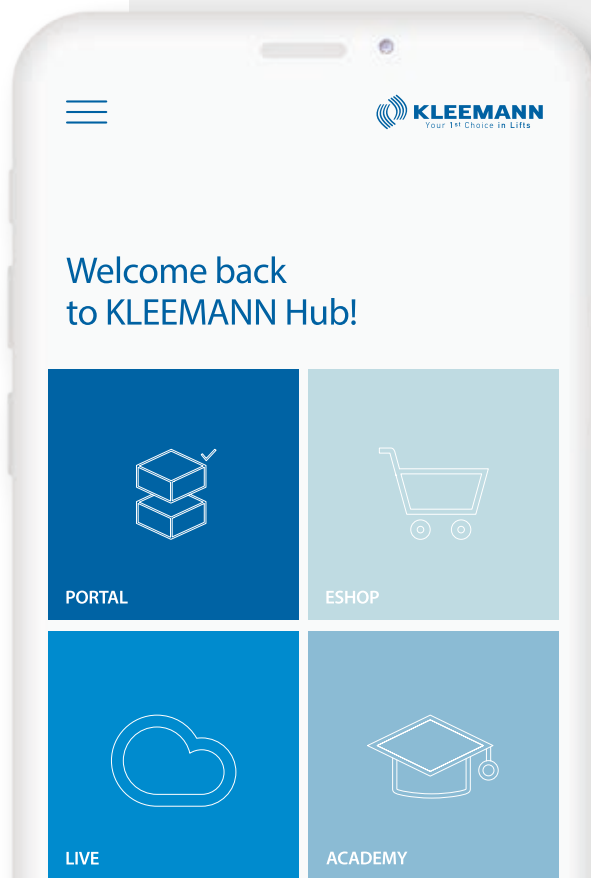 KLEEMANN
Your 1st Choice in Lifts
Welcome back
to KLEEMANN Hub!
PORTAL
ESHOP
LIVE
ACADEMY